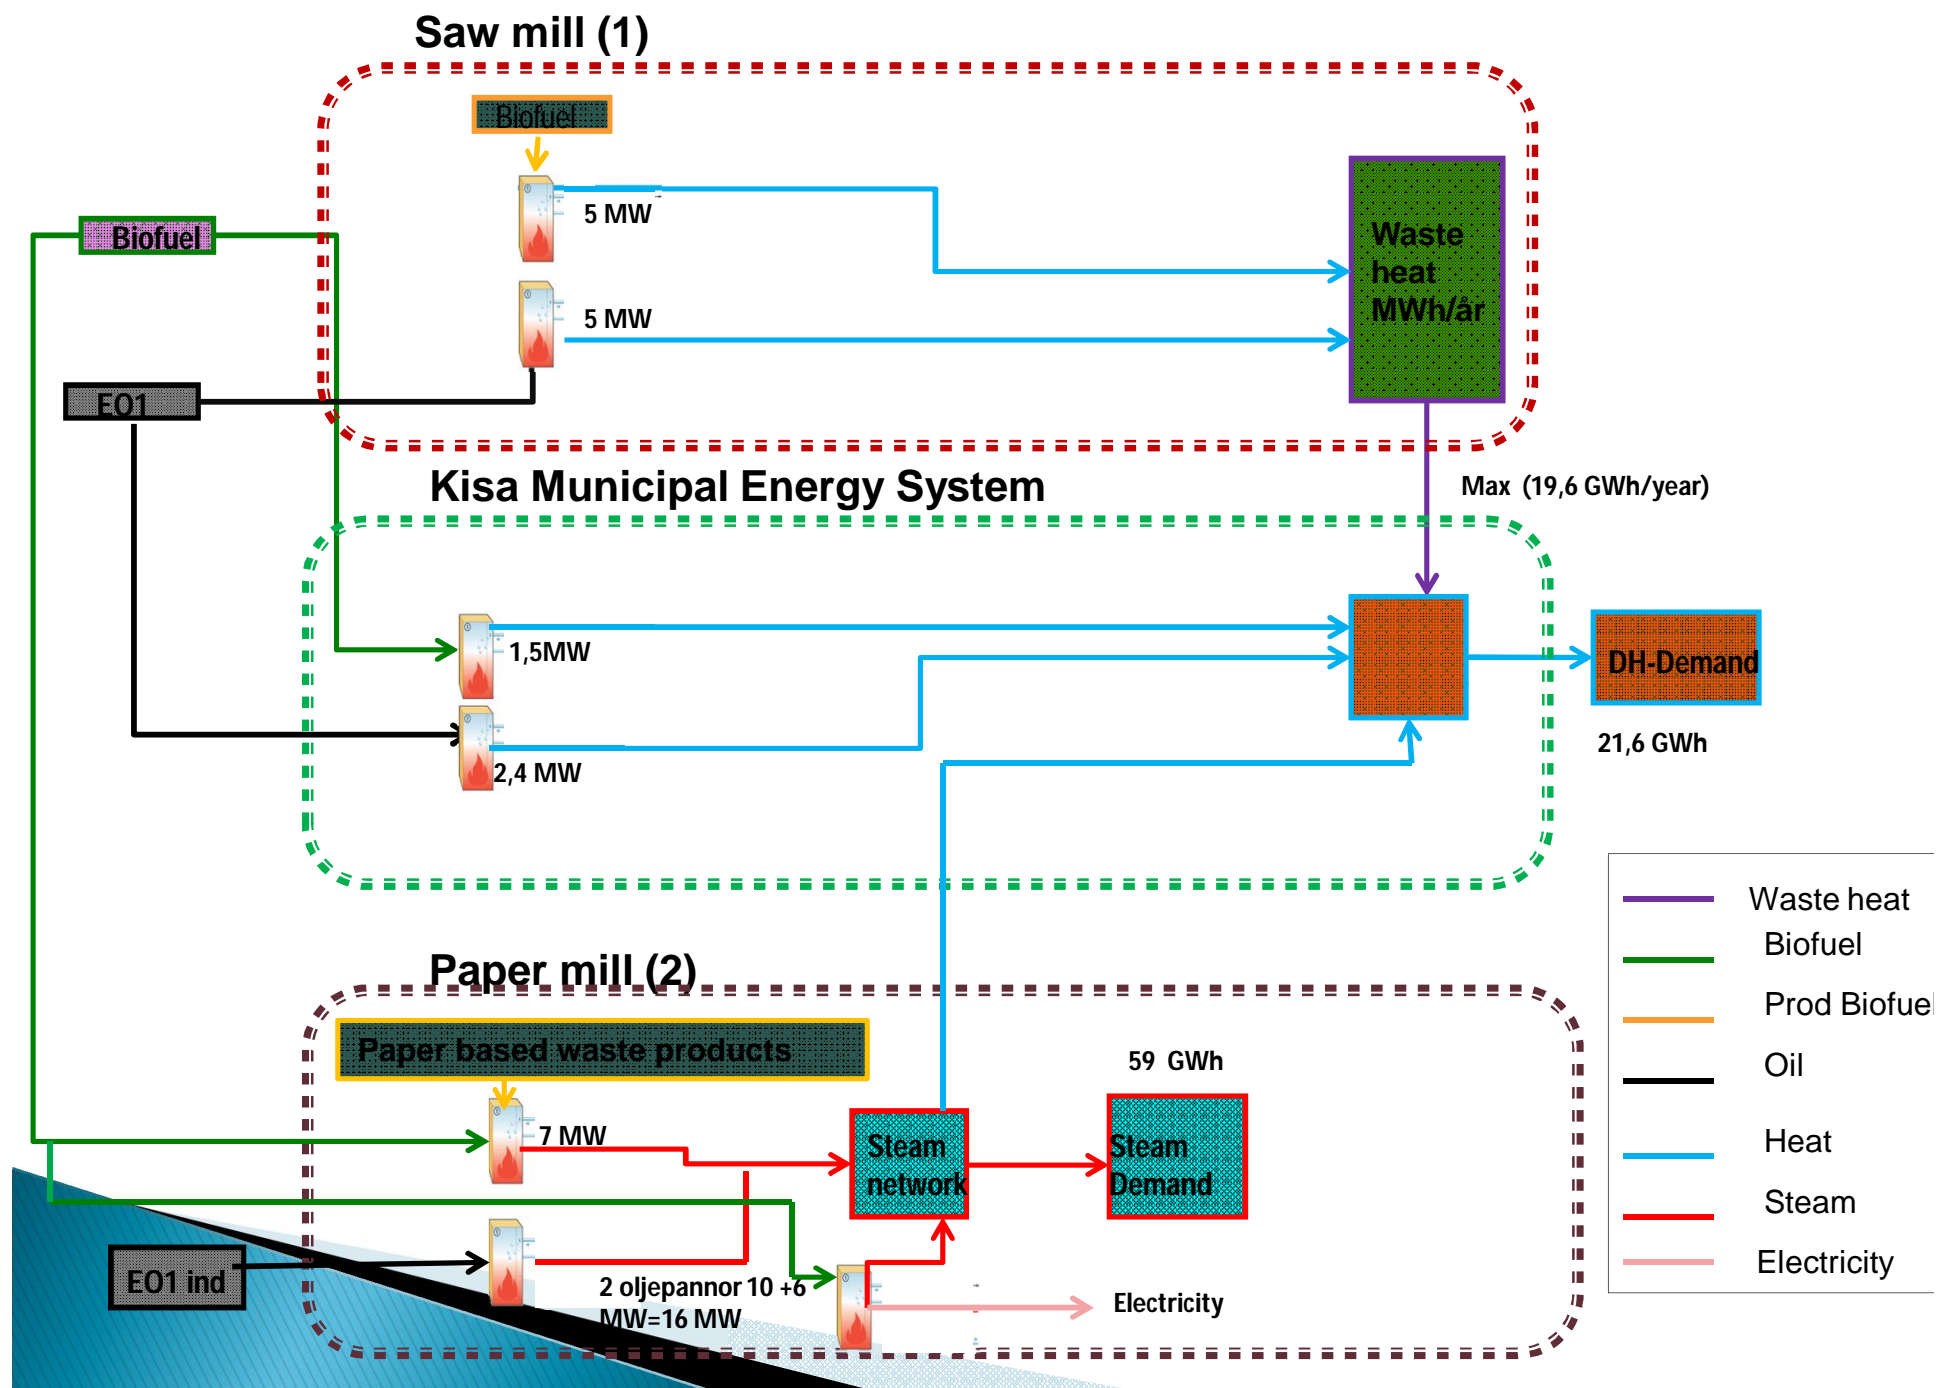 Saw mill (1)
Biofuel
5 MW
Biofuel
5 MW
Waste
heat
MWh/år
EO1
Kisa Municipal Energy System
Max (19,6 GWh/year)
1,5MW
DH-Demand
2,4 MW
21,6 GWh
Waste heat
Biofuel
Prod Biofuel
Oil
Heat
Steam
Electricity
Paper mill (2)
Paper based waste products
59 GWh
7 MW
Steam
network
Steam
Demand
EO1 ind
2 oljepannor 10 +6
MW=16 MW
Electricity